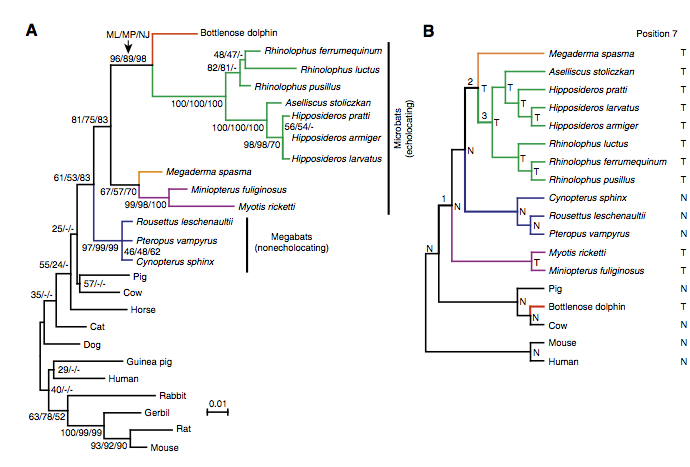 A
ML/MP/NJ
96/89/98
Bottlenose dolphin
48/47/-
Rhinolophus ferrumequinum
82/81/-
Rhinolophus luctus
Rhinolophus pusillus
100/100/100
Aselliscus stoliczkan
100/100/100
Hipposideros pratti
56/54/-
Hipposideros armiger
98/98/70
Hipposideros larvatus
Microbats
(echolocating)
81/75/83
61/53/83
Megaderma spasma
67/57/70
Miniopterus fuliginosus
99/98/100
Myotis ricketti
Rousettus leschenaultii
25/-/-
Pteropus vampyrus
97/99/99
46/48/62
Cynopterus sphinx
Megabats
(nonecholocating)
55/24/-
Pig
57/-/-
Cow
35/-/-
Horse
Cat
Dog
Guinea pig
29/-/-
Human
40/-/-
Rabbit
63/78/52
Gerbil
0.01
100/99/99
Rat
93/92/90
Mouse
B
Position 7
Megaderma spasma T
2
T
Aselliscus stoliczkan T
T
Hipposideros pratti T
T
3
Hipposideros larvatus T
T
T
Hipposideros armiger T
N
Rhinolophus luctus T
T
Rhinolophus ferrumequinum T
T
Rhinolophus pusillus T
Cynopterus sphinx N
1
N
N
Rousettus leschenaultii N
N
Pteropus vampyrus N
N
Myotis ricketti T
T
Miniopterus fuliginosus T
Pig N
N
Bottlenose dolphin T
N
Cow N
Mouse N
N
Human N